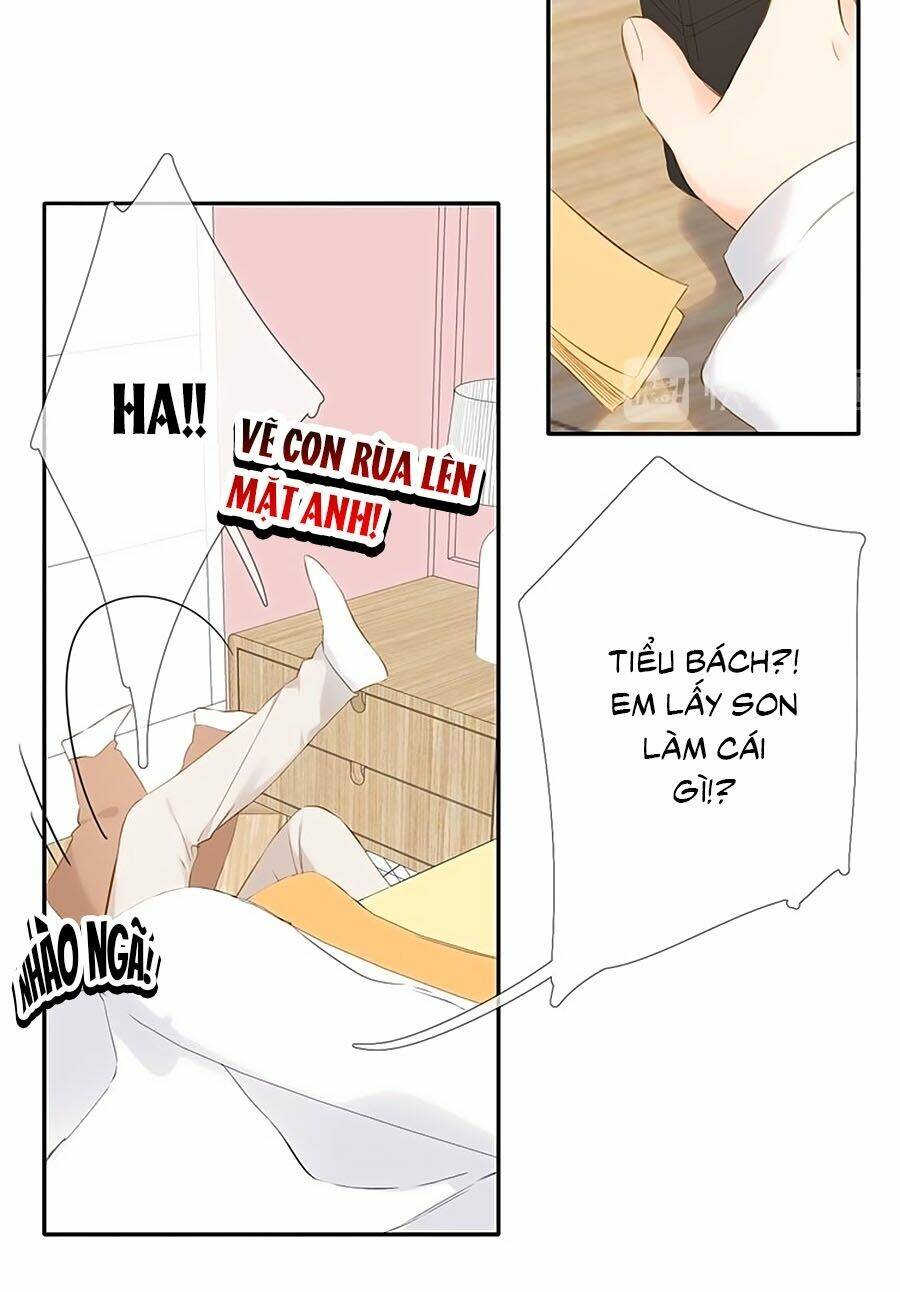 HA!!
VẼ CON RÙA LÊN
MẶT ANH!
TIỂU BÁCH?!
EM LẤY SON
LÀM CÁI
GÌ!?
NHÀO NGÃ!